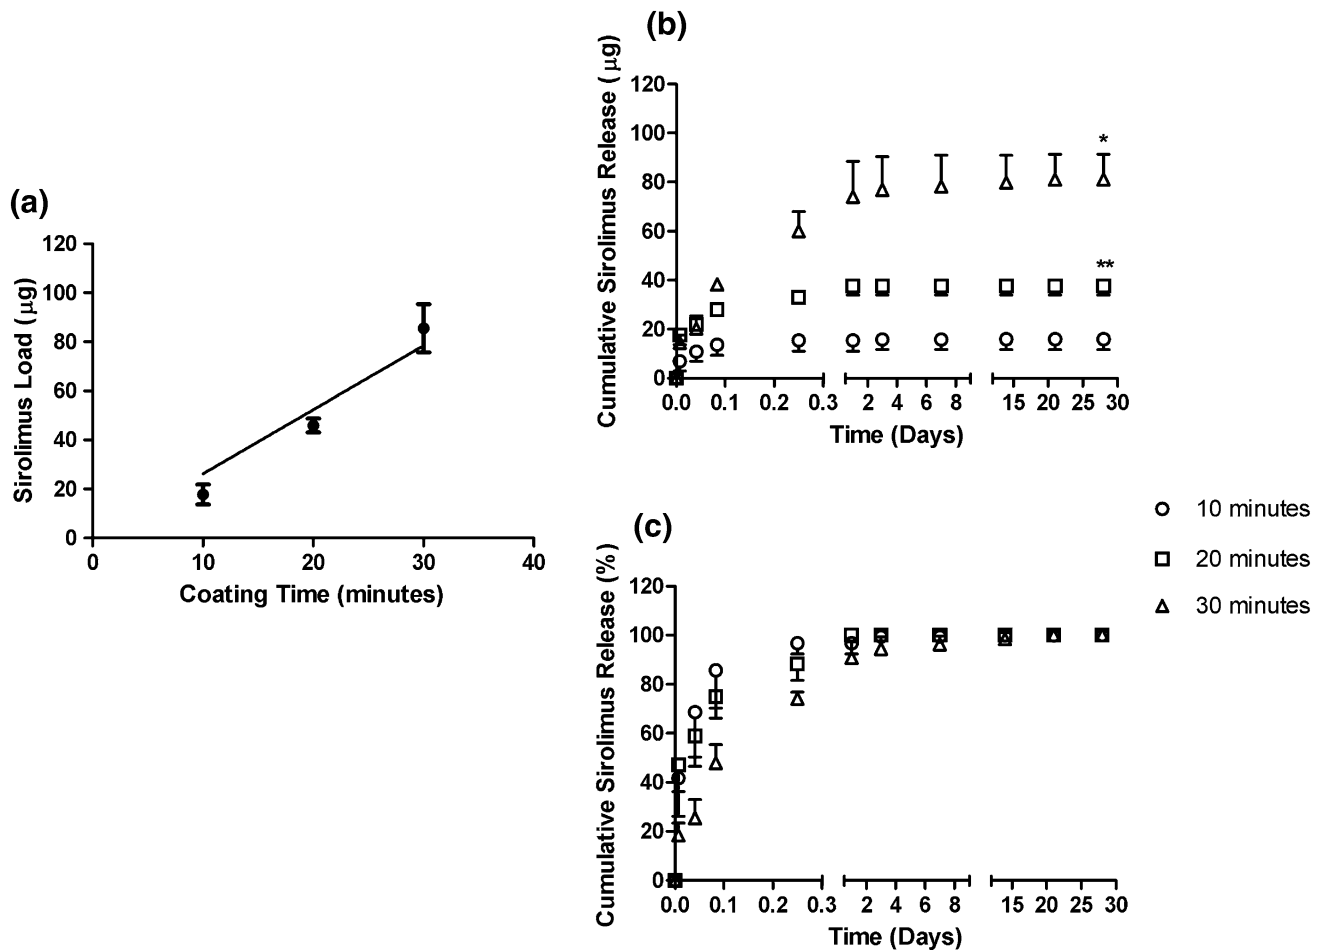 (a)
Sirolimus Load (μg)
120
100
80
60
40
20
0
0 10 20 30 40
Coating Time (minutes)
(b)
Cumulative Sirolimus Release (μg)
120
100
80
60
40
20
0
*
**
0.0 0.1 0.2 0.3 2 4 6 8 15 20 25 30
Time (Days)
(c)
Cumulative Sirolimus Release (%)
120
100
80
60
40
20
0
0.0 0.1 0.2 0.3 2 4 6 8 15 20 25 30
Time (Days)
10 minutes
20 minutes
30 minutes